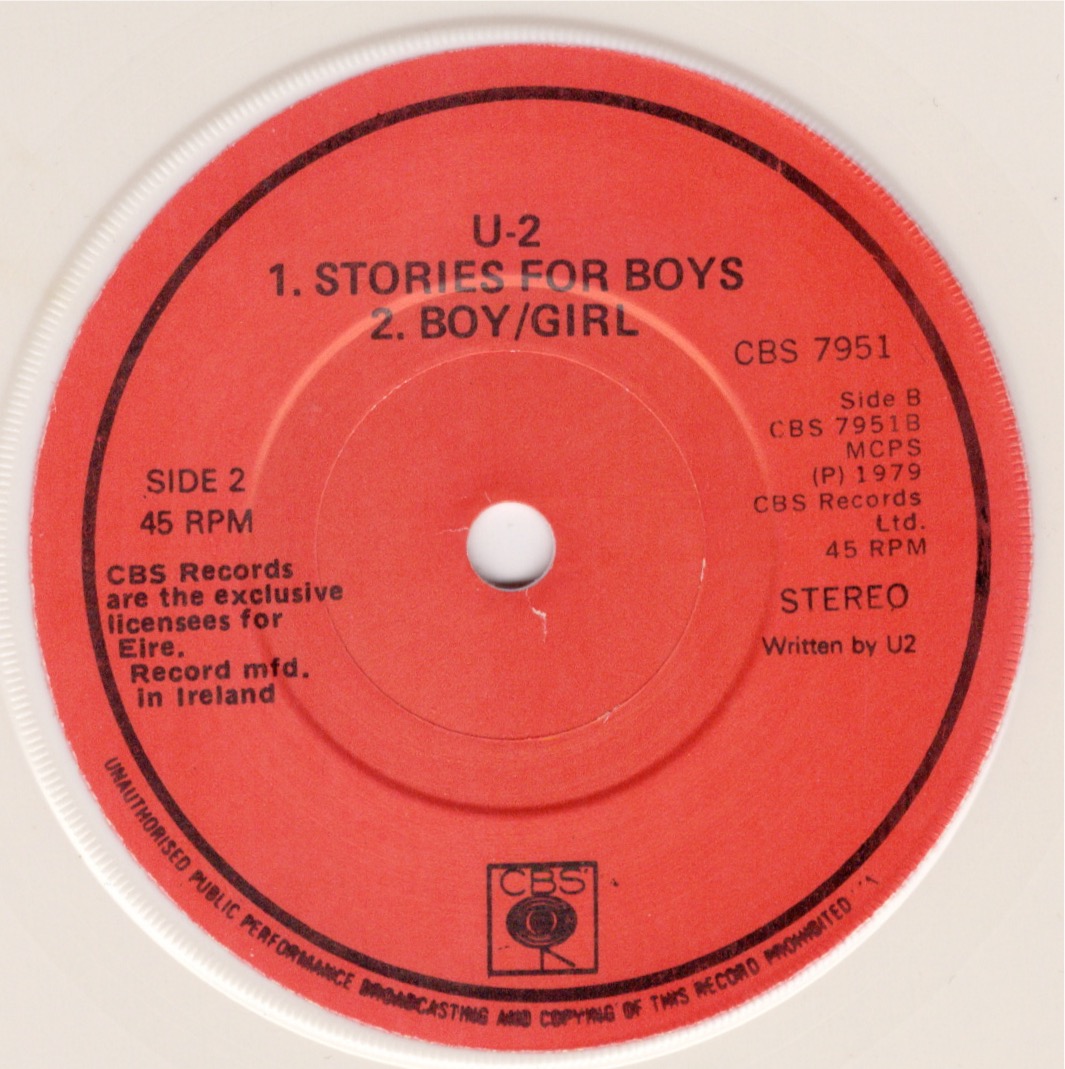 U-2
1. STORIES FOR BOYS
2. BOY/GIRL
CBS 7951
Side B
CBS 7951B
MCPS
(P) 1979
CBS Records
Ltd.
45 RPM
STEREO
Written by U2
SIDE 2
45 RPM
CBS Records
are the exclusive
licensees for
Eire.
Record mfd.
in Ireland
CBS
UNAUTHORISED PUBLIC PERFORMANCE BROADCASTING AND COPYING OF THIS RECORD PROHIBITED